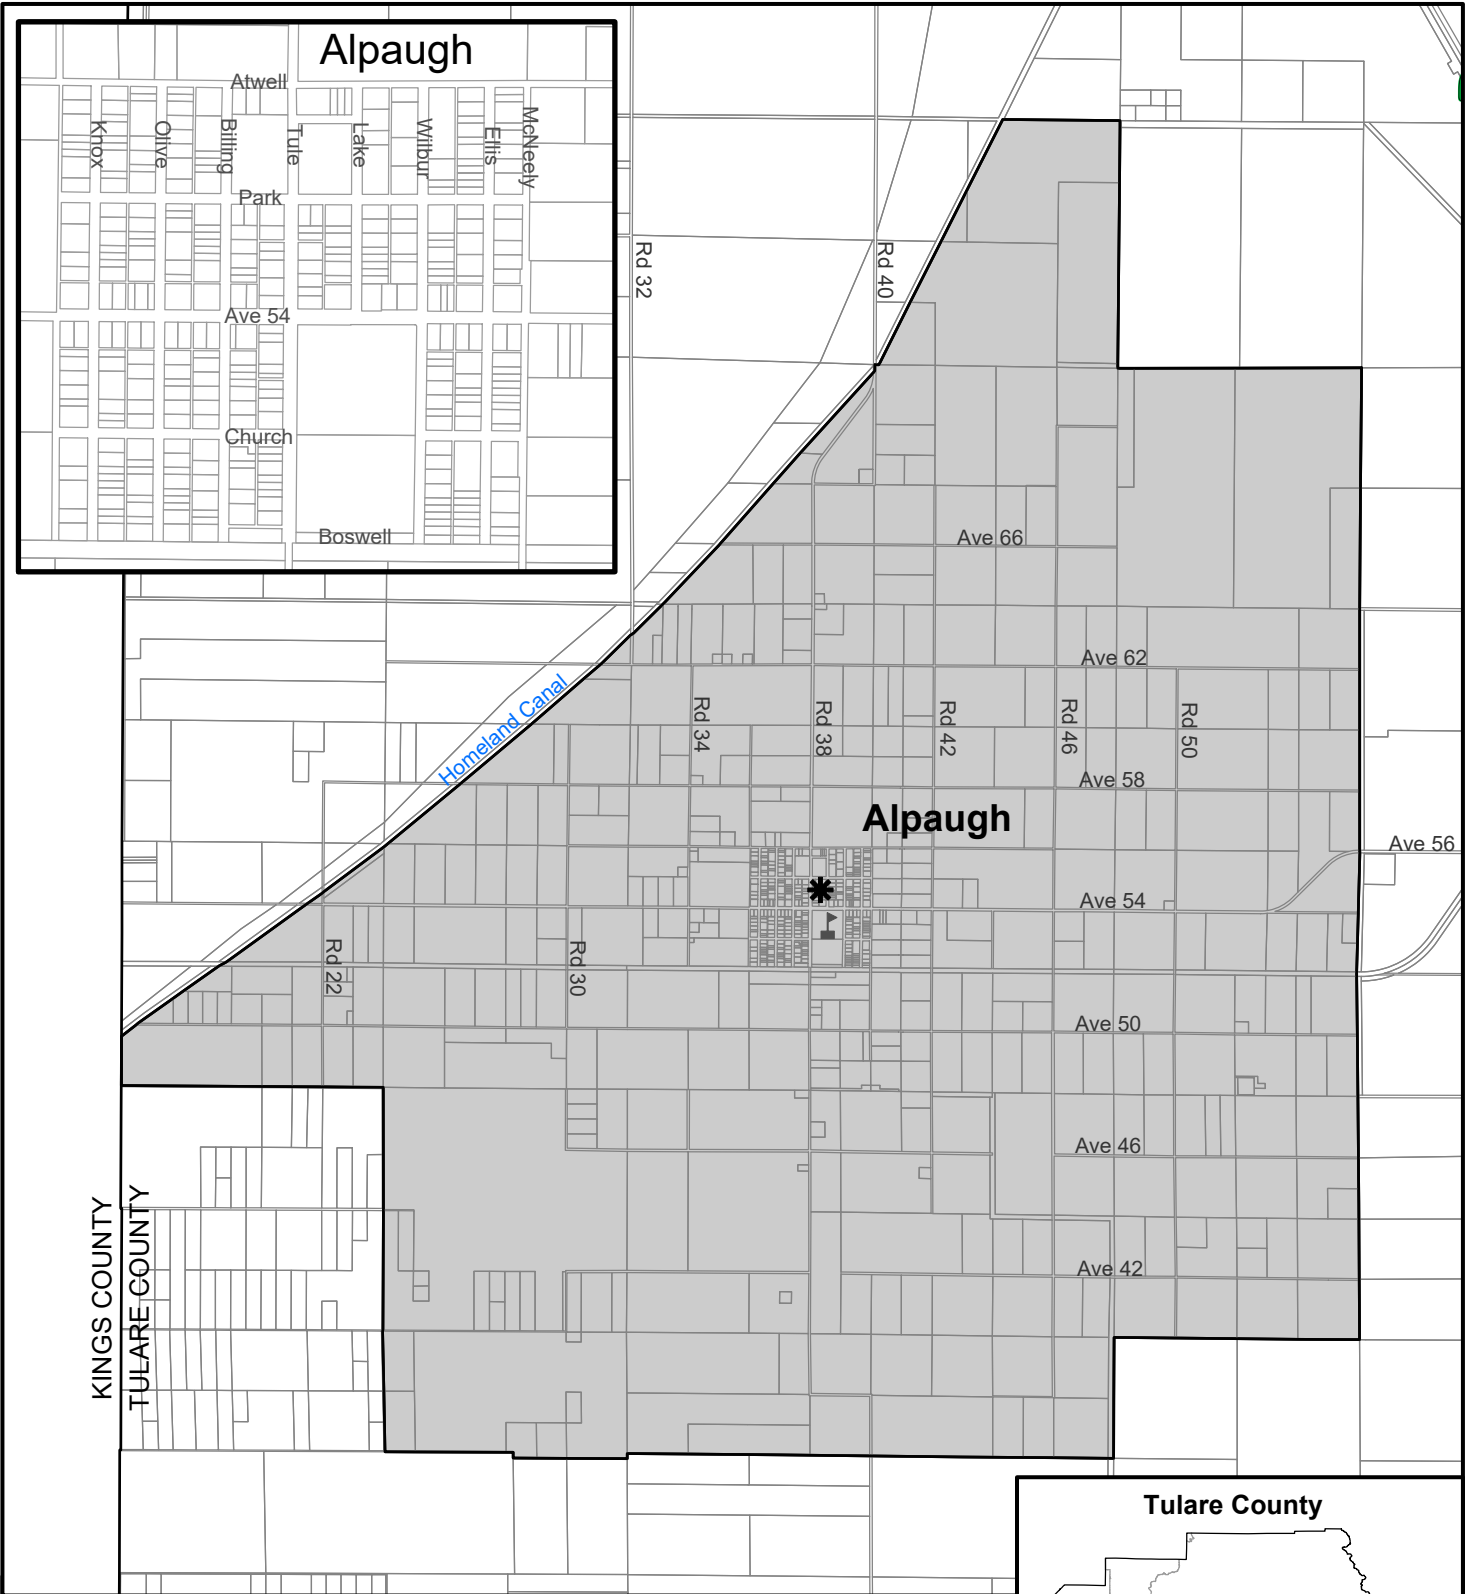 Alpaugh
Atwell
Knox
Olive
Billing
Tule
Lake
Wilbur
Ellis
McNeely
Park
Ave 54
Church
Boswell
Rd 32
Rd 40
Ave 66
Ave 62
Homeland Canal
Rd 34
Rd 38
Rd 42
Rd 46
Rd 50
Ave 58
Alpaugh
Ave 56
Ave 54
Rd 22
Rd 30
Ave 50
Ave 46
KINGS COUNTY
TULARE COUNTY
Ave 42
Tulare County